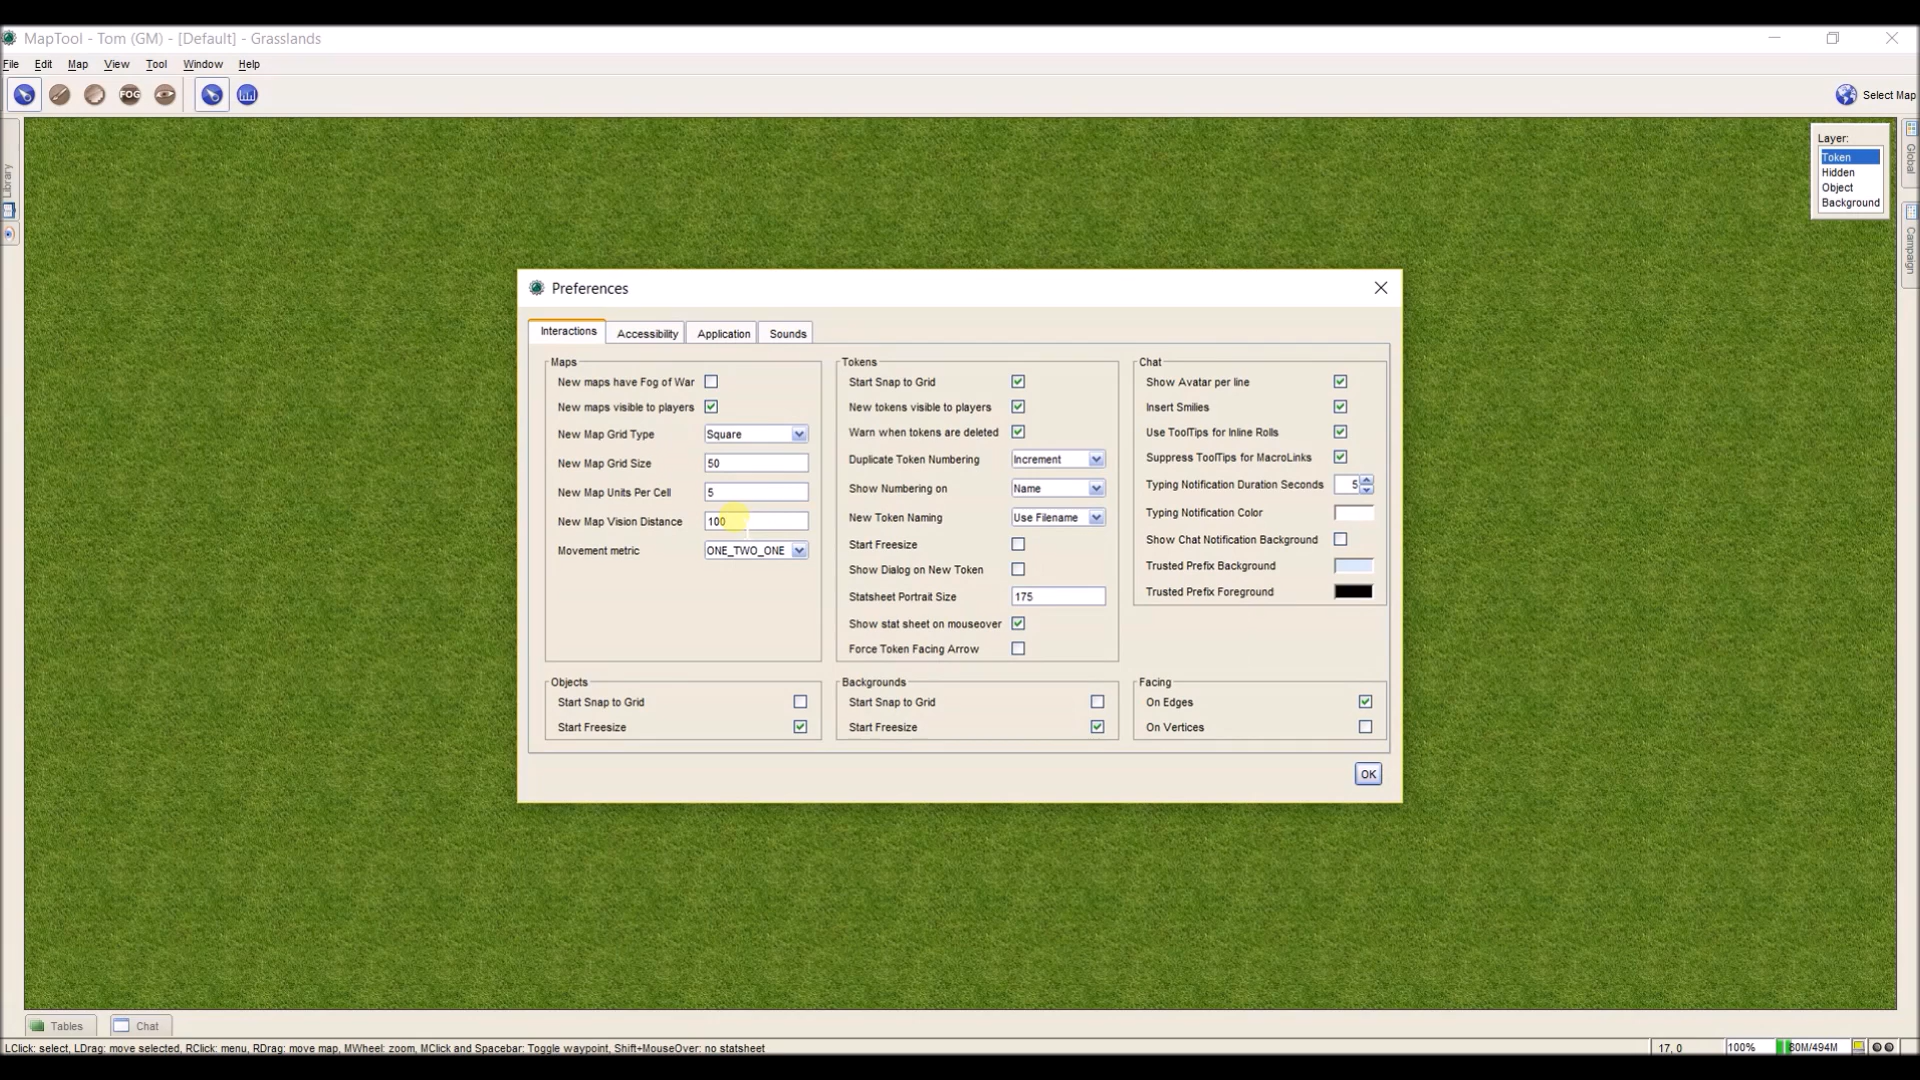 MapTool - Tom (GM) - [Default] - Grasslands
File Edit Map View Tool Window Help
FOG
Select Map
Layer:
Token
Hidden
Object
Background
Library
Global
Campaign
Preferences
Interactions Accessibility Application Sounds
Maps
New maps have Fog of War
New maps visible to players
New Map Grid Type Square
New Map Grid Size 50
New Map Units Per Cell 5
New Map Vision Distance 100
Movement metric ONE_TWO_ONE
Tokens
Start Snap to Grid
New tokens visible to players
Warn when tokens are deleted
Duplicate Token Numbering Increment
Show Numbering on Name
New Token Naming Use Filename
Start Freesize
Show Dialog on New Token
Statsheet Portrait Size 175
Show stat sheet on mouseover
Force Token Facing Arrow
Chat
Show Avatar per line
Insert Smilies
Use ToolTips for Inline Rolls
Suppress ToolTips for MacroLinks
Typing Notification Duration Seconds 5
Typing Notification Color
Show Chat Notification Background
Trusted Prefix Background
Trusted Prefix Foreground
Objects
Start Snap to Grid
Start Freesize
Backgrounds
Start Snap to Grid
Start Freesize
Facing
On Edges
On Vertices
OK
Tables Chat
LClick: select, LDrag: move selected, RClick: menu, RDrag: move map, MWheel: zoom, MClick and Spacebar: Toggle waypoint, Shift+MouseOver: no statsheet
17, 0 100% 80M/494M